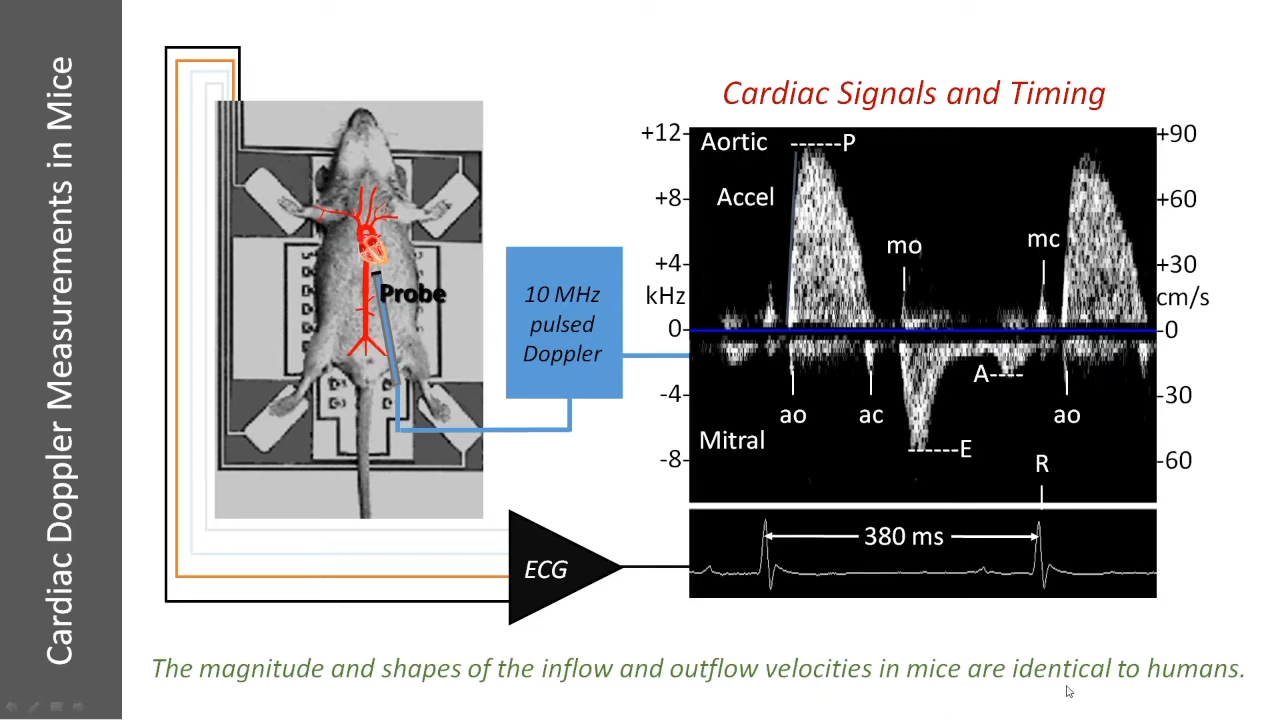 Cardiac Doppler Measurements in Mice
Cardiac Signals and Timing
Probe
10 MHz
pulsed
Doppler
ECG
+12
+8
+4
kHz
0
-4
-8
Aortic ------P
Accel
mo
mc
A----
ao
ac
ao
Mitral
------E
R
380 ms
+90
+60
+30
cm/s
-0
-30
-60
The magnitude and shapes of the inflow and outflow velocities in mice are identical to humans.